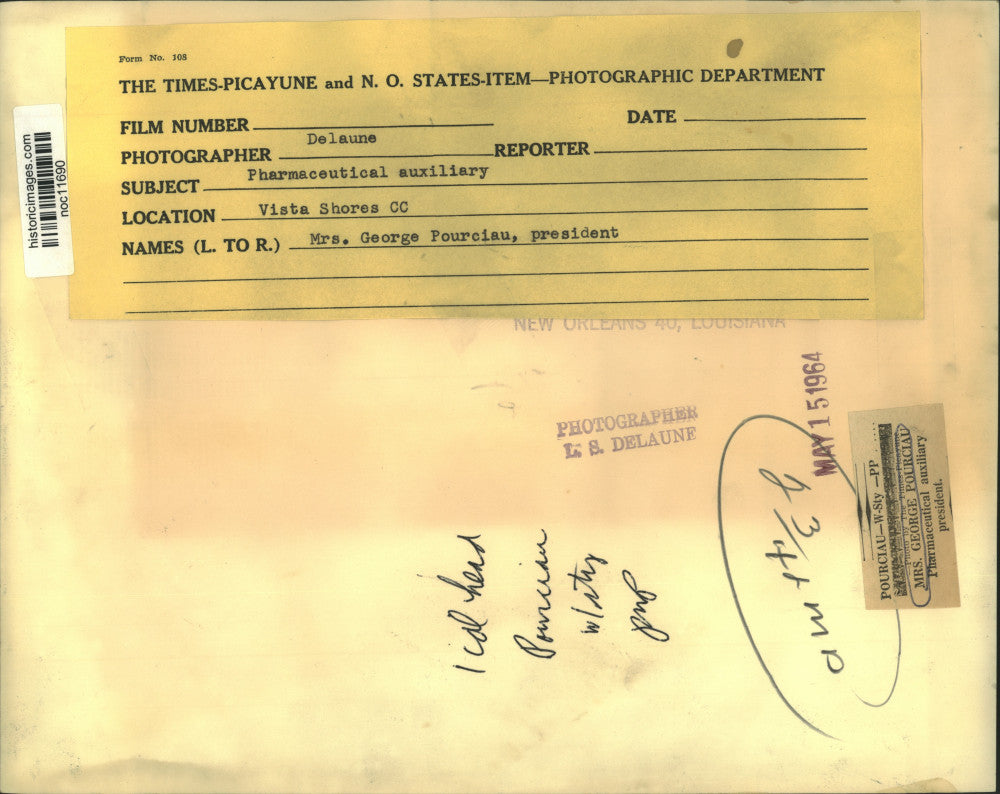 Form No. 108
THE TIMES-PICAYUNE and N. O. STATES-ITEM—PHOTOGRAPHIC DEPARTMENT
FILM NUMBER
DATE
PHOTOGRAPHER Delaune REPORTER
SUBJECT Pharmaceutical auxiliary
LOCATION Vista Shores CC
NAMES (L. TO R.) Mrs. George Pourciau, president
historicimages.com
noc11690
NEW ORLEANS 40, LOUISIANA
MAY 15 1964
PHOTOGRAPHER
L. S. DELAUNE
1 col head
Pourciau
w/sty
POURCIAU—W-Sty —PP
MRS. GEORGE POURCIAU
Pharmaceutical auxiliary
president.